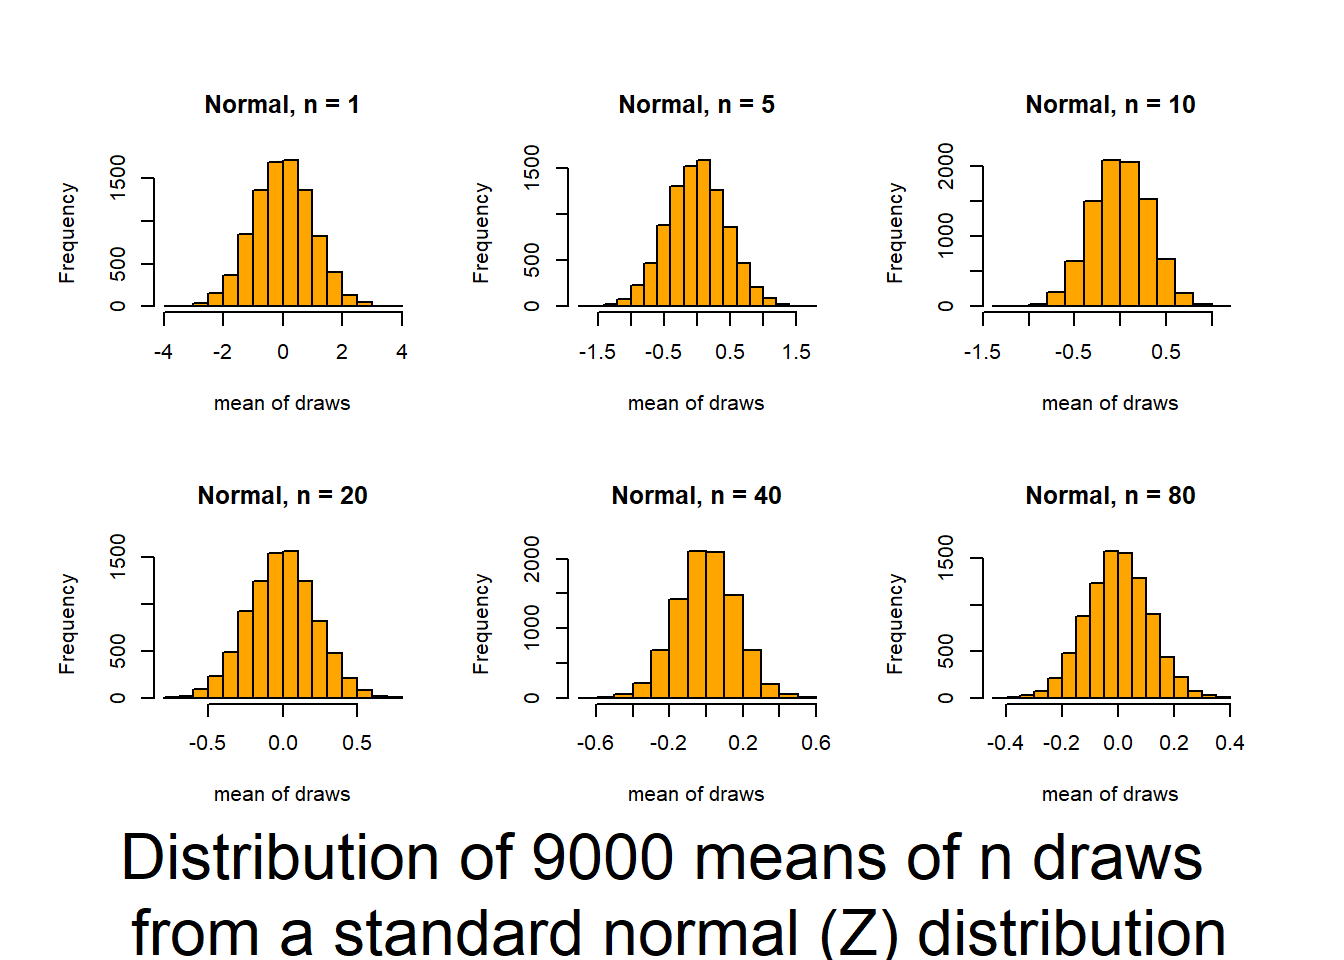 Normal, n = 1
Frequency
0 500 1500
-4 -2 0 2 4
mean of draws
Normal, n = 5
Frequency
0 500 1500
-1.5 -0.5 0.5 1.5
mean of draws
Normal, n = 10
Frequency
0 1000 2000
-1.5 -0.5 0.5
mean of draws
Normal, n = 20
Frequency
0 500 1500
-0.5 0.0 0.5
mean of draws
Normal, n = 40
Frequency
0 1000 2000
-0.6 -0.2 0.2 0.6
mean of draws
Normal, n = 80
Frequency
0 500 1500
-0.4 -0.2 0.0 0.2 0.4
mean of draws
Distribution of 9000 means of n draws
from a standard normal (Z) distribution